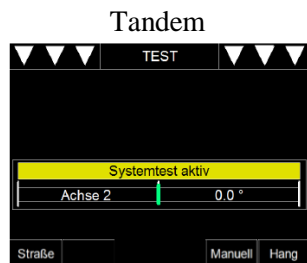 Tandem
TEST
Systemtest aktiv
Achse 2 0.0 °
Straße Manuell Hang